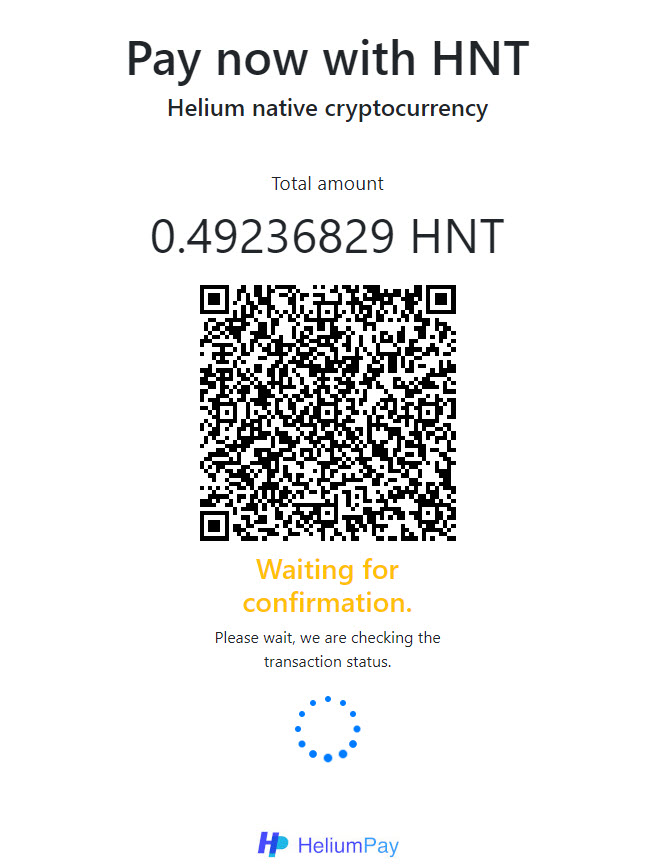 Pay now with HNT
Helium native cryptocurrency
Total amount
0.49236829 HNT
Waiting for
confirmation.
Please wait, we are checking the
transaction status.
HeliumPay